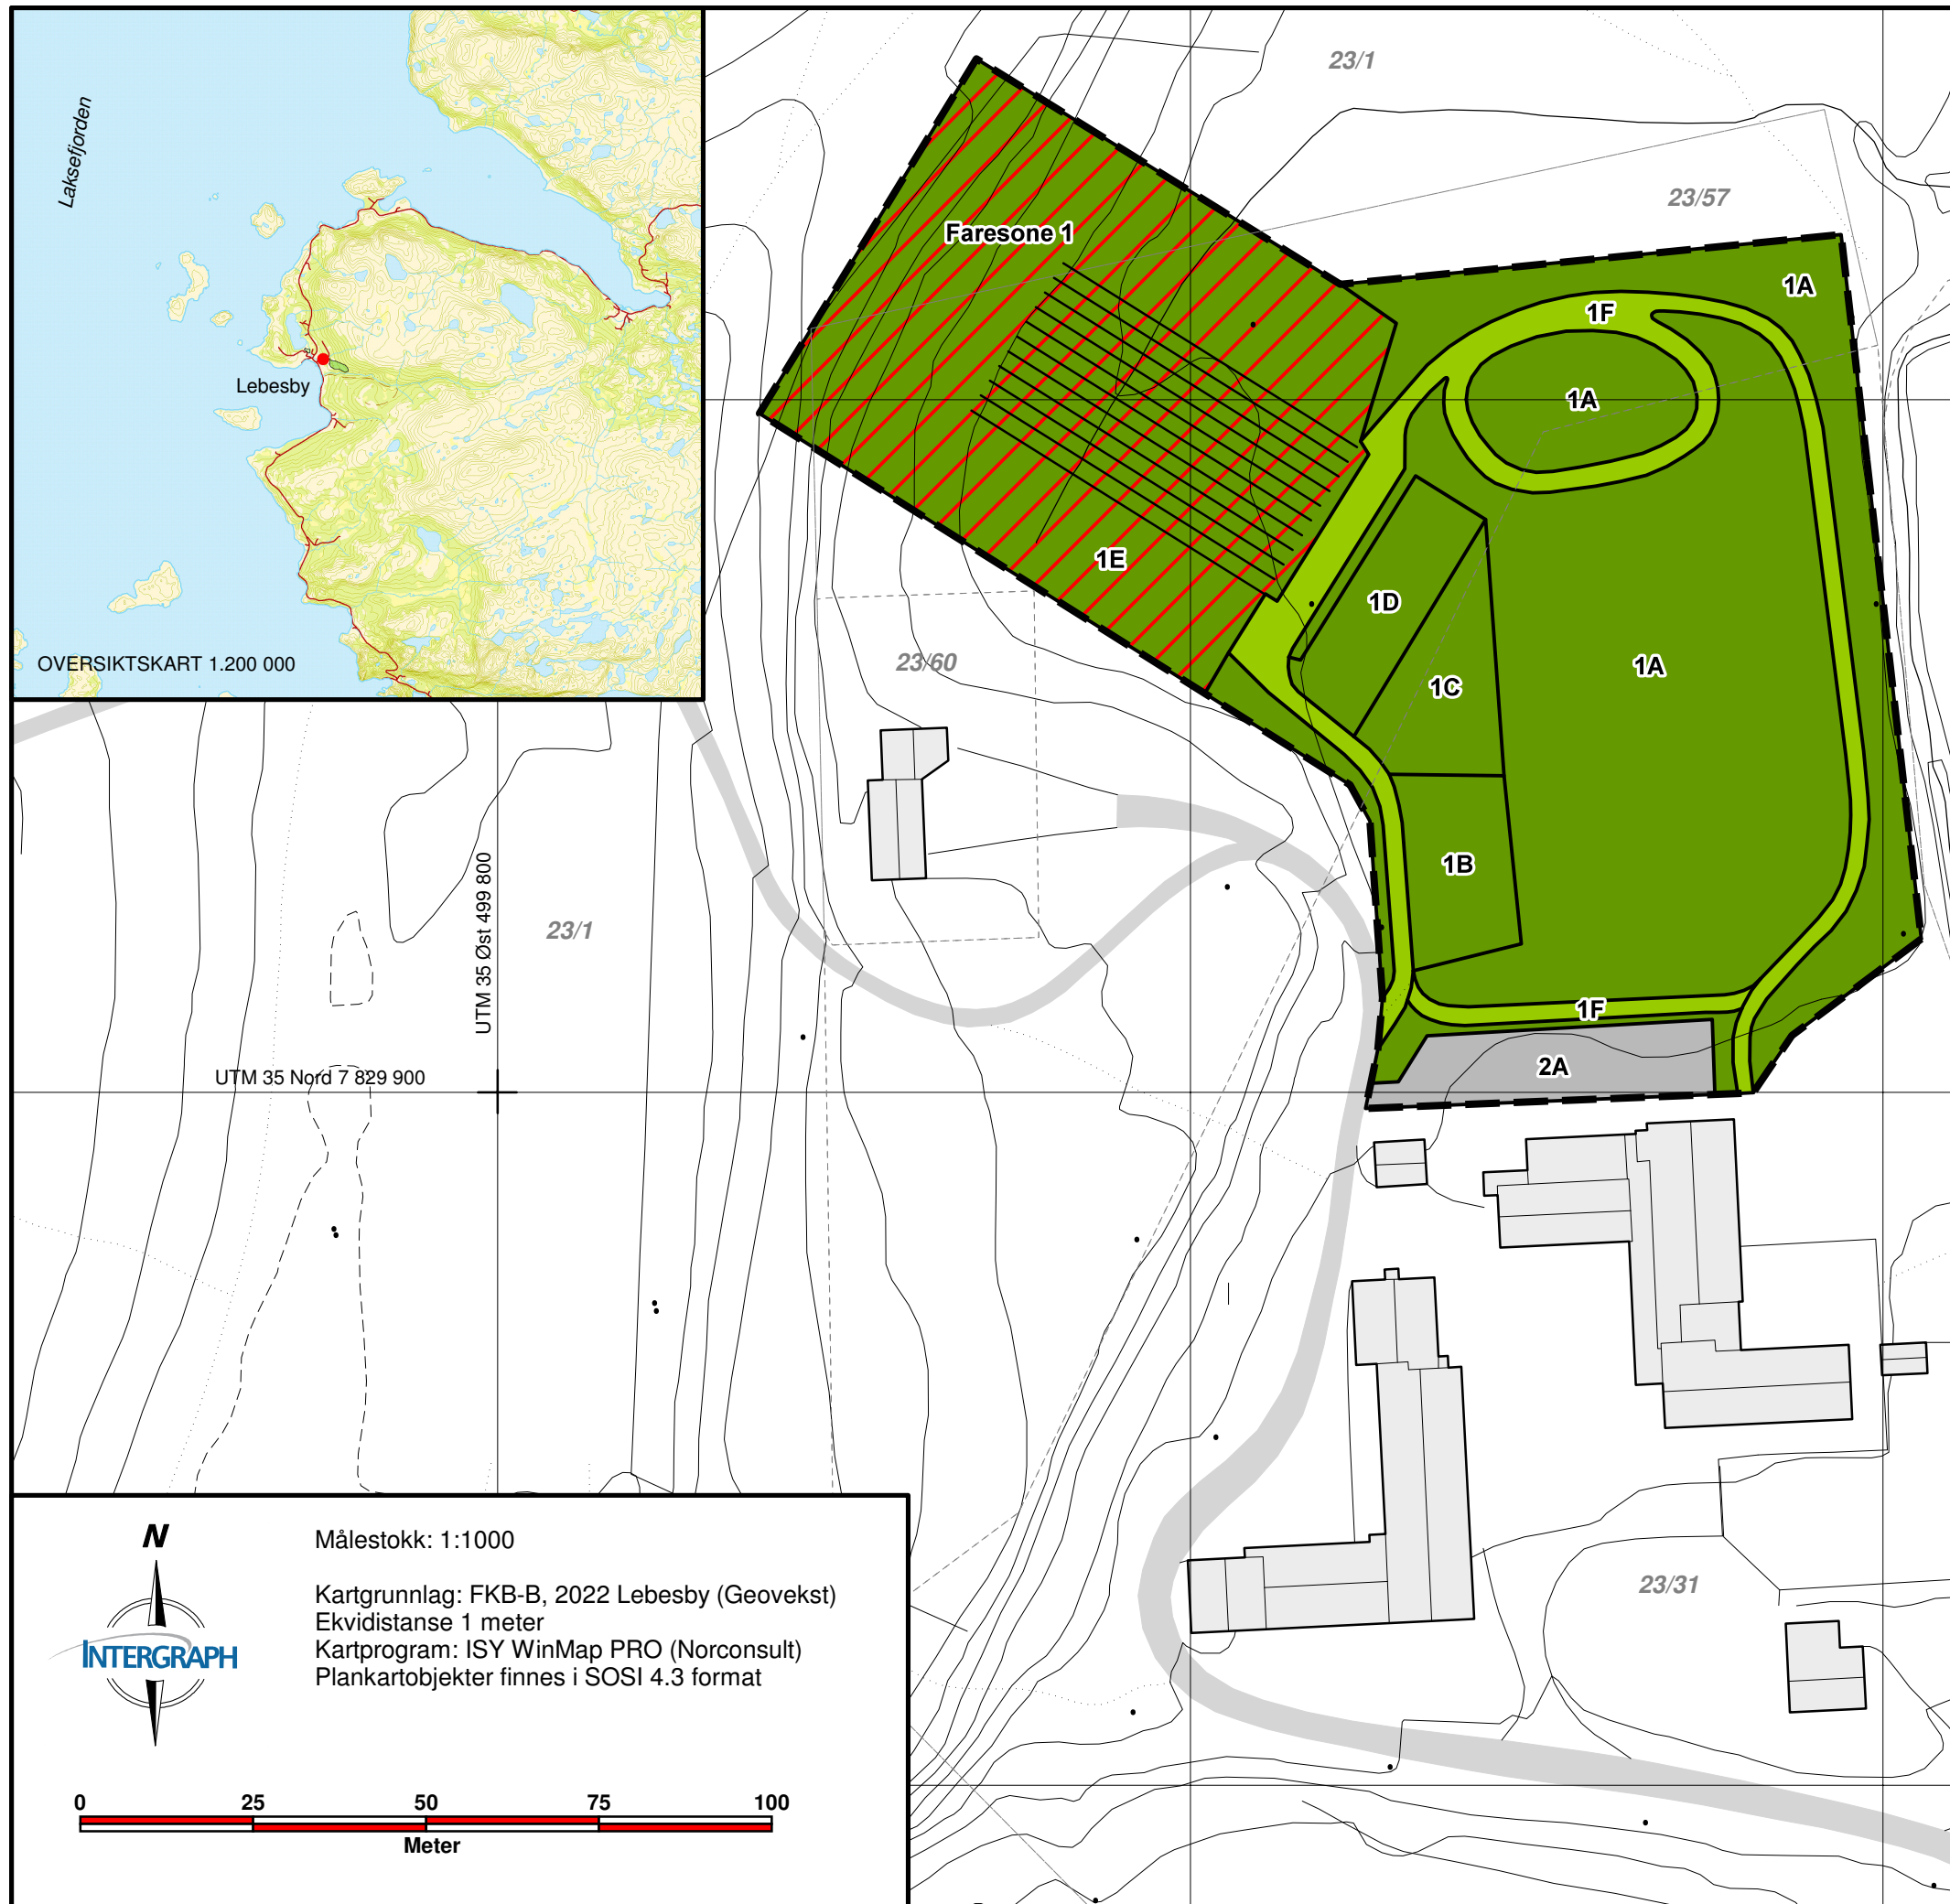 Laksefjorden
Lebesby
OVERSIKTSKART 1.200 000
23/1
23/57
Faresone 1
1A
1F
1A
1E
1D
23/60
1C
1A
1B
UTM 35 Øst 499 800
23/1
1F
2A
UTM 35 Nord 7 829 900
23/31
N
INTERGRAPH
Målestokk: 1:1000
Kartgrunnlag: FKB-B, 2022 Lebesby (Geovekst)
Ekvidistanse 1 meter
Kartprogram: ISY WinMap PRO (Norconsult)
Plankartobjekter finnes i SOSI 4.3 format
0 25 50 75 100
Meter